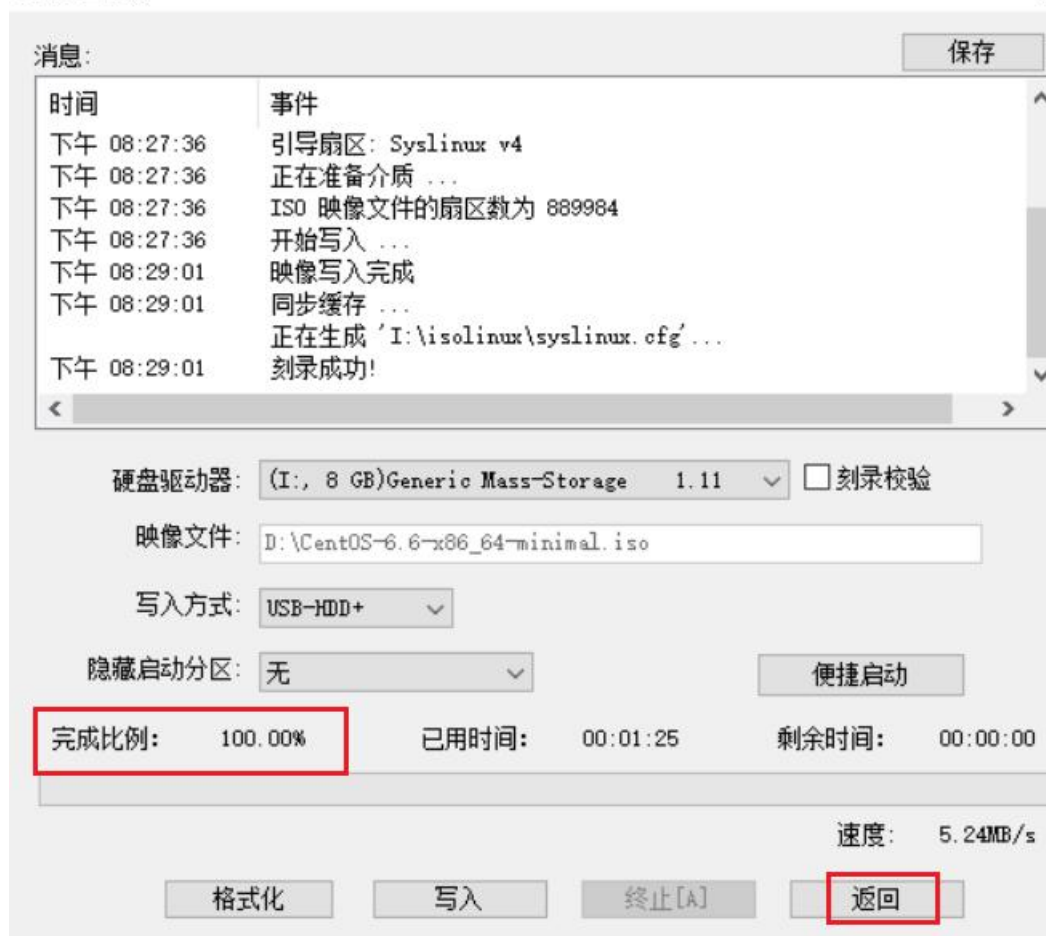 消息:
保存
时间 事件
下午 08:27:36 引导扇区: Syslinux v4
下午 08:27:36 正在准备介质 ...
下午 08:27:36 ISO 映像文件的扇区数为 889984
下午 08:27:36 开始写入 ...
下午 08:29:01 映像写入完成
下午 08:29:01 同步缓存 ...
正在生成 'I:\isolinux\syslinux.cfg'...
下午 08:29:01 刻录成功!
硬盘驱动器: (I:, 8 GB)Generic Mass-Storage 1.11 刻录校验
映像文件: D:\CentOS-6.6-x86_64-minimal.iso
写入方式: USB-HDD+
隐藏启动分区: 无 便捷启动
完成比例: 100.00% 已用时间: 00:01:25 剩余时间: 00:00:00
速度: 5.24MB/s
格式化 写入 终止[A] 返回